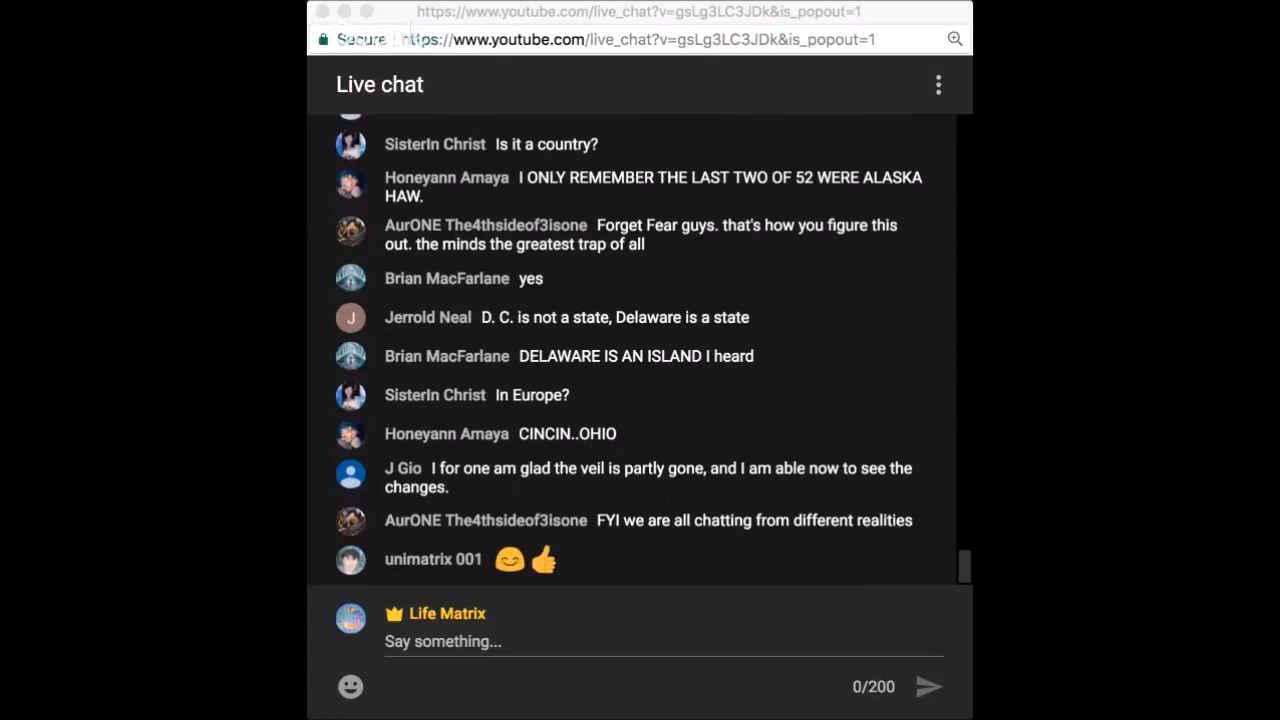 https://www.youtube.com/live_chat?v=gsLg3LC3JDk&is_popout=1
Secure https://www.youtube.com/live_chat?v=gsLg3LC3JDk&is_popout=1
Live chat
SisterIn Christ Is it a country?
Honeyann Amaya I ONLY REMEMBER THE LAST TWO OF 52 WERE ALASKA
HAW.
AurONE The4thsideof3isone Forget Fear guys. that's how you figure this
out. the minds the greatest trap of all
Brian MacFarlane yes
J
Jerrold Neal D. C. is not a state, Delaware is a state
Brian MacFarlane DELAWARE IS AN ISLAND I heard
SisterIn Christ In Europe?
Honeyann Amaya CINCIN..OHIO
J Gio I for one am glad the veil is partly gone, and I am able now to see the
changes.
AurONE The4thsideof3isone FYI we are all chatting from different realities
unimatrix 001 😊👍
Life Matrix
Say something...
0/200